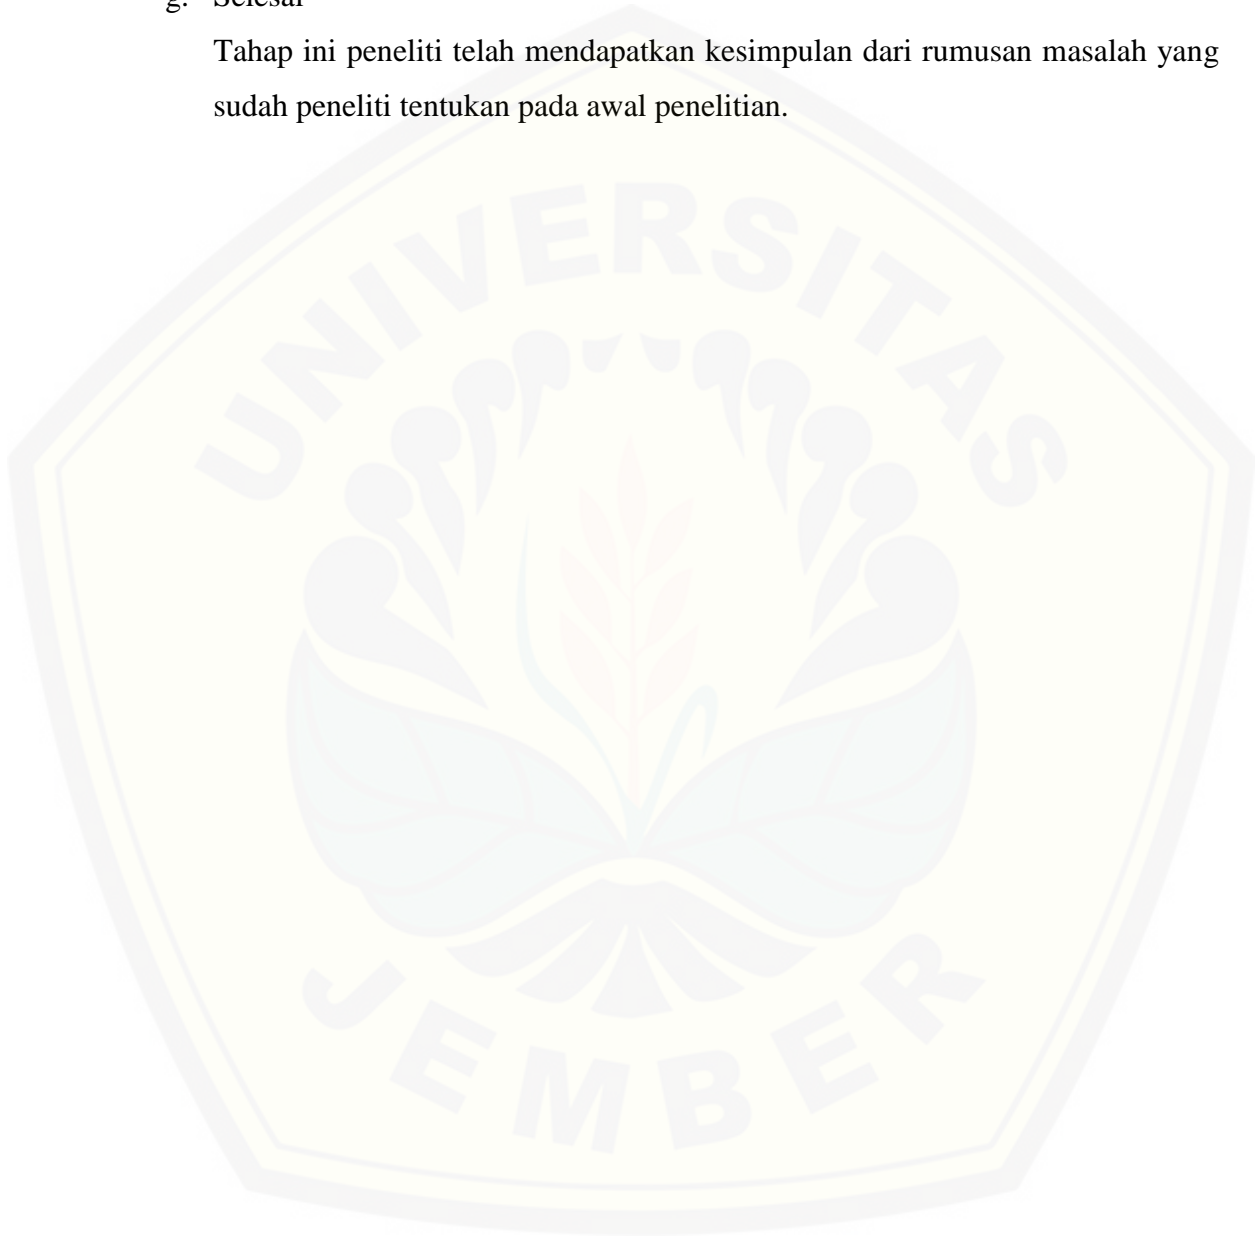 g. Selesai
Tahap ini peneliti telah mendapatkan kesimpulan dari rumusan masalah yang
sudah peneliti tentukan pada awal penelitian.
UNIVERSITAS
JEMBER